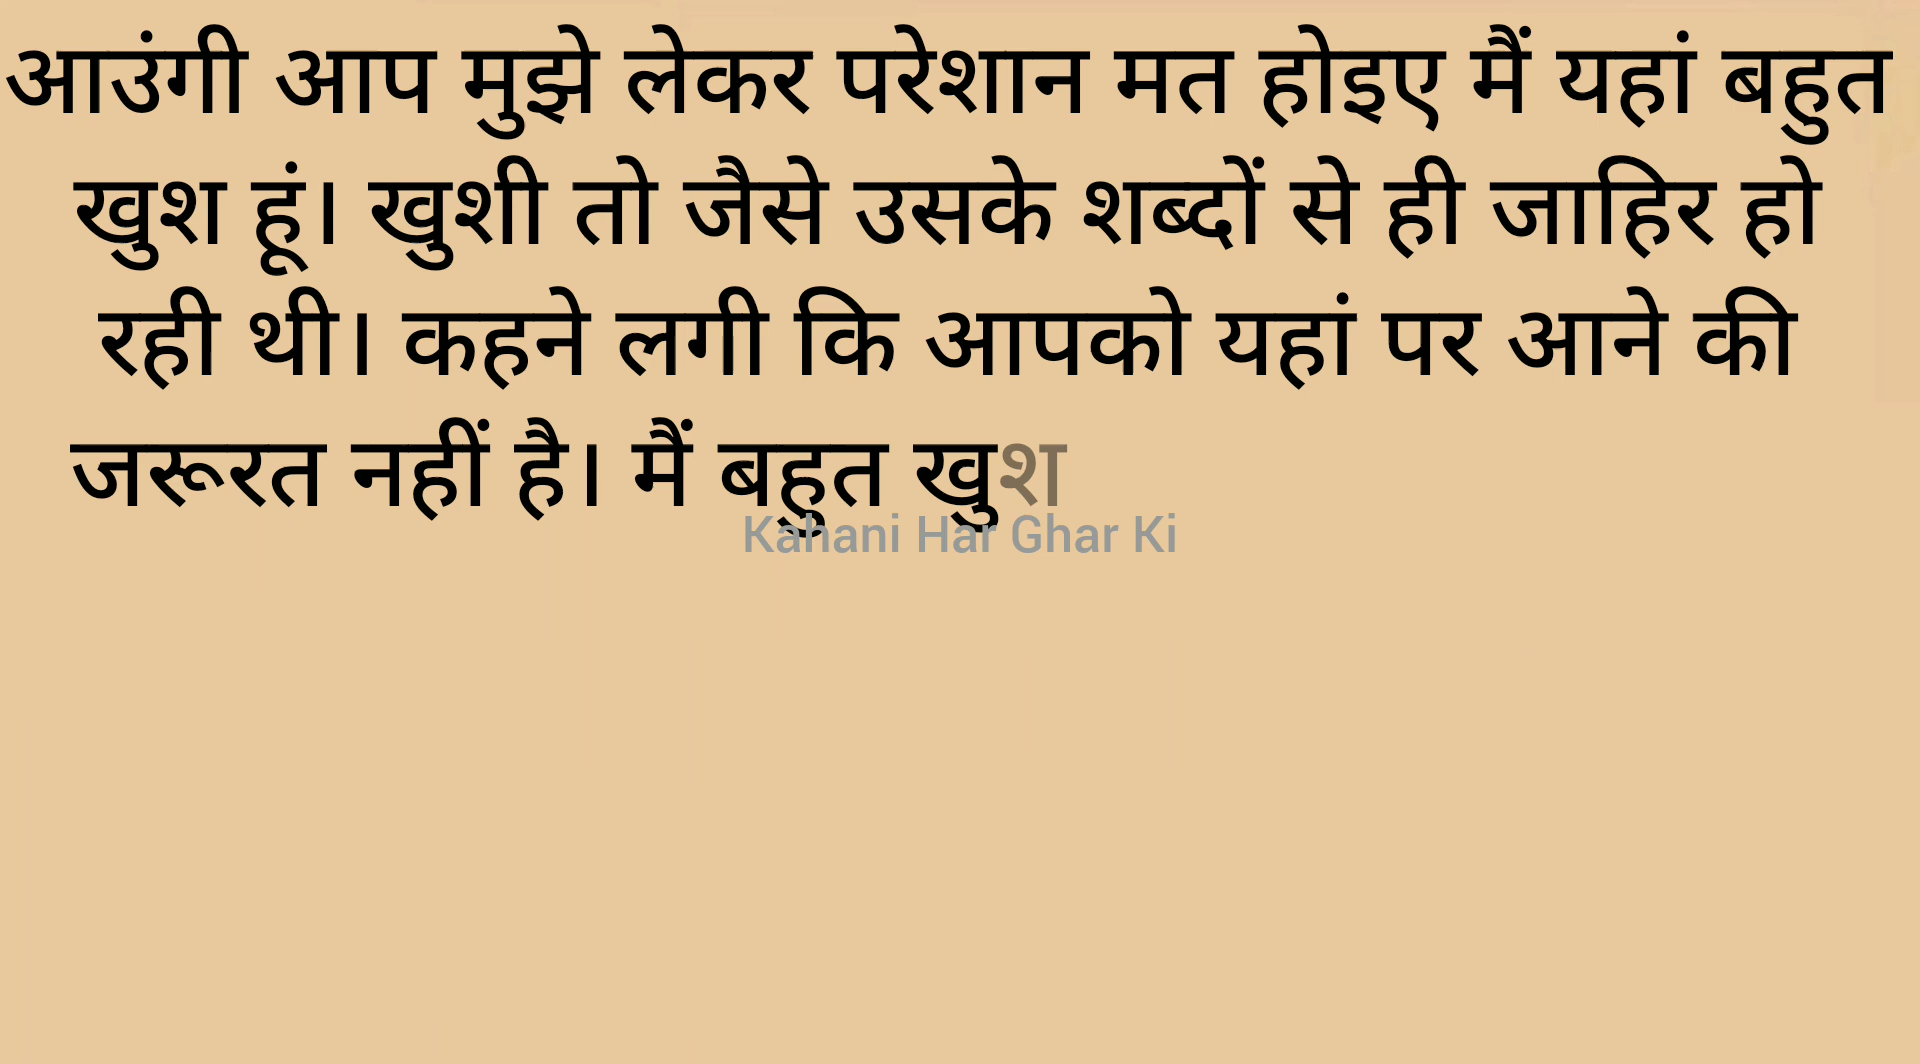 आउंगी आप मुझे लेकर परेशान मत होइए मैं यहां बहुत
खुश हूं। खुशी तो जैसे उसके शब्दों से ही जाहिर हो
रही थी। कहने लगी कि आपको यहां पर आने की
जरूरत नहीं है। मैं बहुत खुश
Kahani Har Ghar Ki